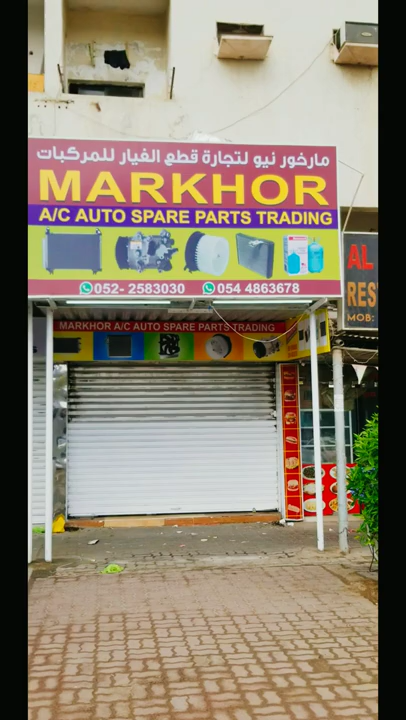 مارخور نيو لتجارة قطع الغيار للمركبات
MARKHOR
A/C AUTO SPARE PARTS TRADING
052- 2583030 054 4863678
AL
RES
MOB:
MARKHOR A/C AUTO SPARE PARTS TRADING